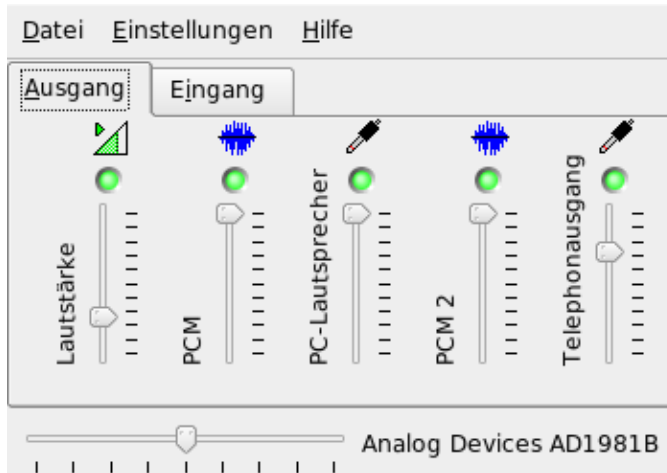 Datei Einstellungen Hilfe
Ausgang Eingang
Lautstärke
PCM
PC-Lautsprecher
PCM 2
Telephonausgang
Analog Devices AD1981B